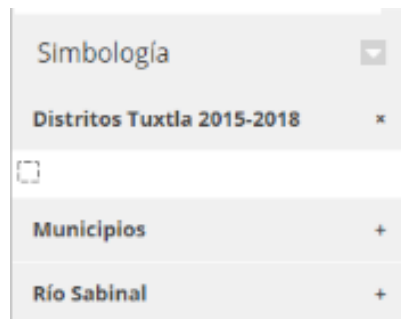 Simbología
Distritos Tuxtla 2015-2018 ×
Municipios +
Río Sabinal +